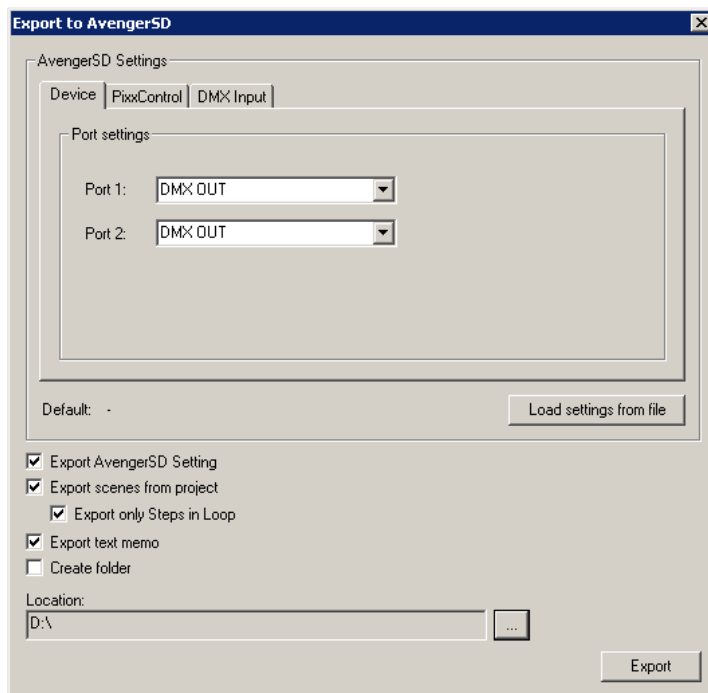 Export to AvengerSD
AvengerSD Settings
Device PixxControl DMX Input
Port settings
Port 1: DMX OUT
Port 2: DMX OUT
Default: - Load settings from file
Export AvengerSD Setting
Export scenes from project
Export only Steps in Loop
Export text memo
Create folder
Location:
D:\ ...
Export